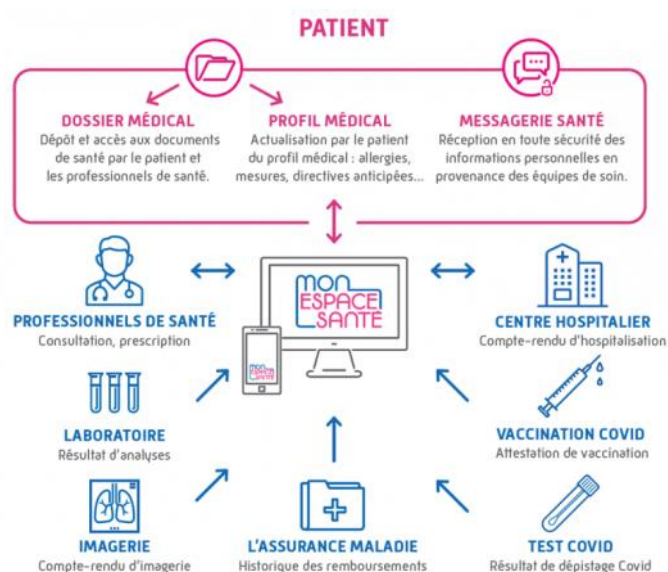 PATIENT
DOSSIER MÉDICAL
Dépôt et accès aux documents
de santé par le patient et
les professionnels de santé.
PROFIL MÉDICAL
Actualisation par le patient
du profil médical : allergies,
mesures, directives anticipées...
MESSAGERIE SANTÉ
Réception en toute sécurité des
informations personnelles en
provenance des équipes de soin.
mon
ESPACE
SANTÉ
mon
ESPACE
SANTÉ
PROFESSIONNELS DE SANTÉ
Consultation, prescription
CENTRE HOSPITALIER
Compte-rendu d'hospitalisation
LABORATOIRE
Résultat d'analyses
VACCINATION COVID
Attestation de vaccination
IMAGERIE
Compte-rendu d'imagerie
L'ASSURANCE MALADIE
Historique des remboursements
TEST COVID
Résultat de dépistage Covid